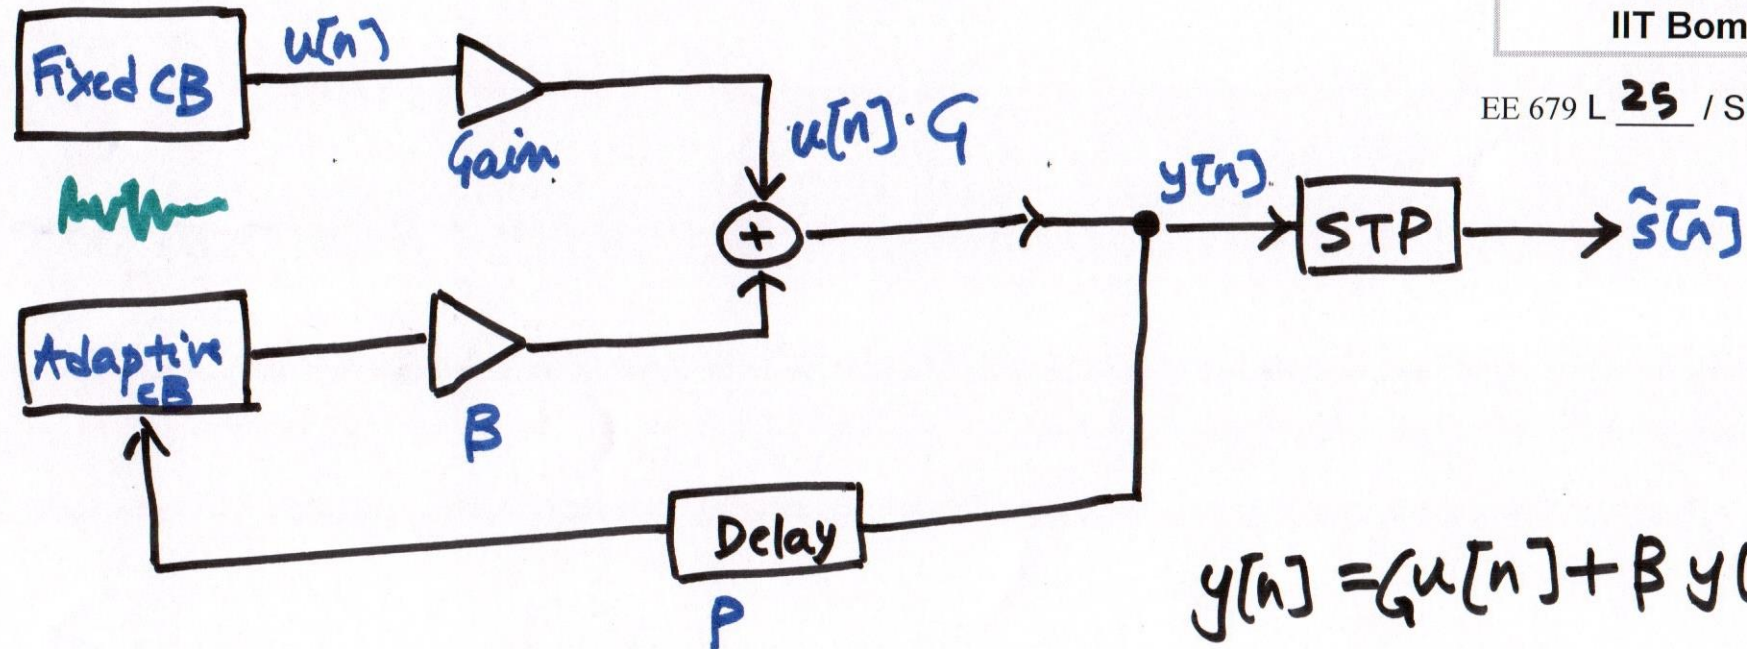 IIT Bom
EE 679 L 25 / S
Fixed CB
u[n]
Gain
u[n]·G
+
y[n]
STP
ŝ[n]
Adaptive
CB
B
Delay
P
y[n] = Gu[n] + B y[